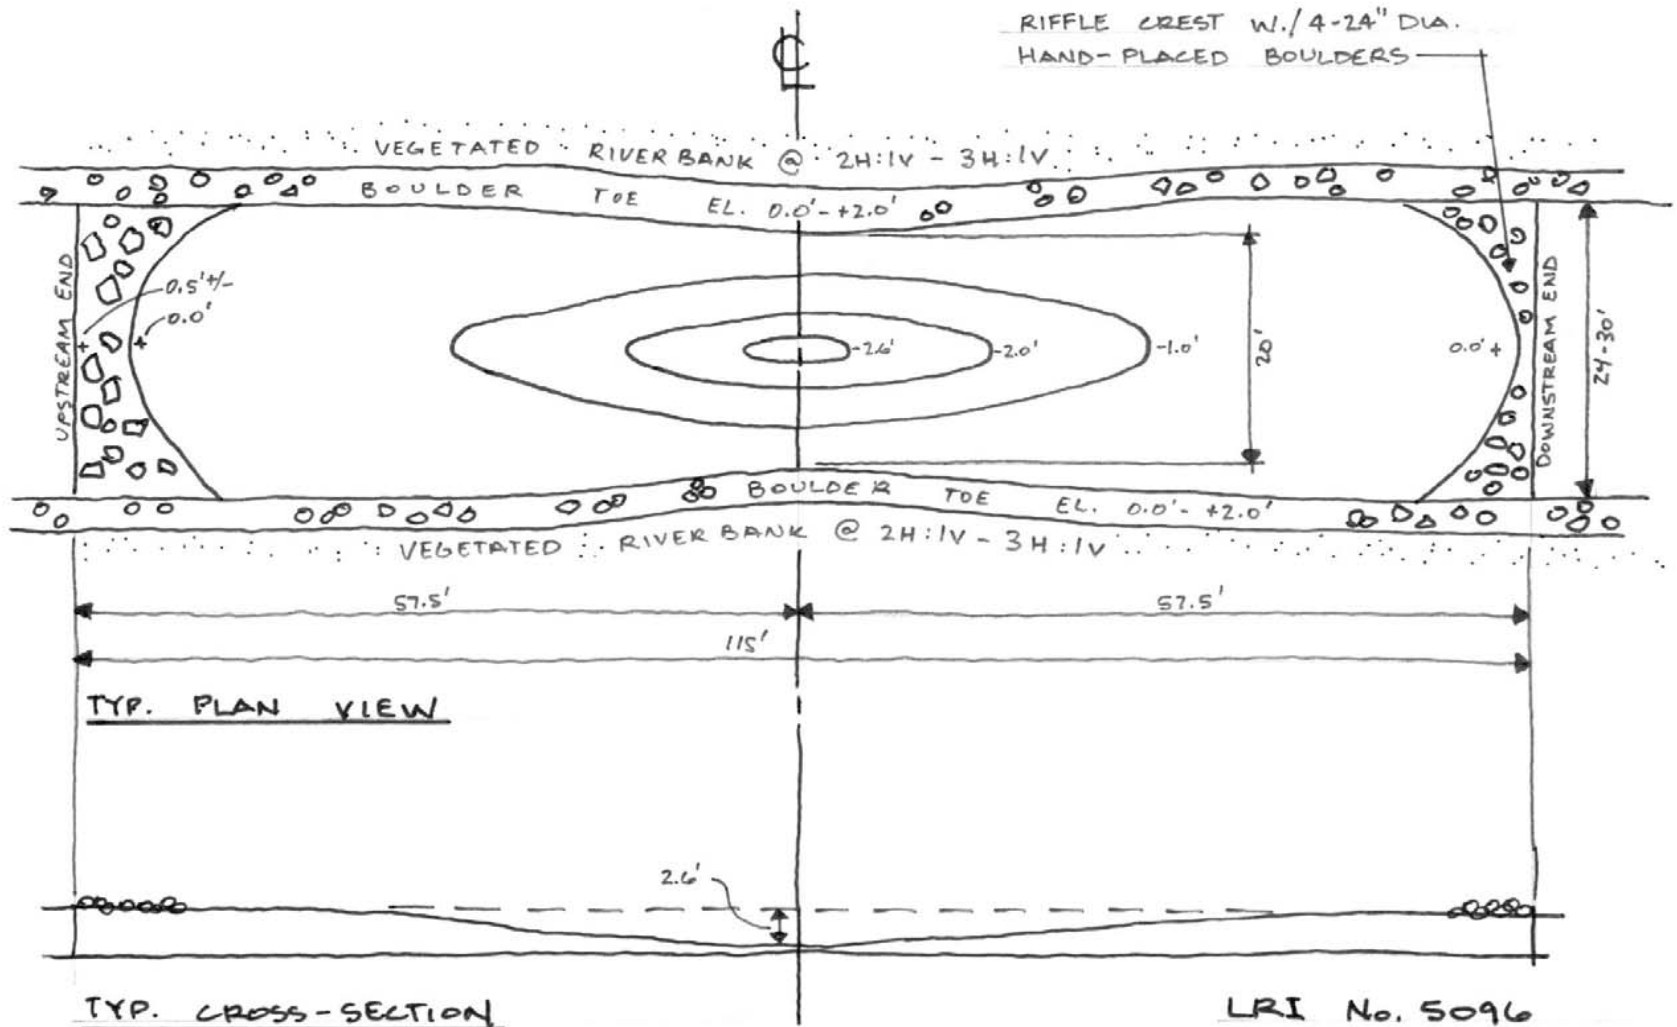 RIFFLE CREST W./ 4-24" DIA.
HAND-PLACED BOULDERS
CL
VEGETATED RIVER BANK @ 2H:1V - 3H:1V
BOULDER TOE EL. 0.0' - +2.0'
UPSTREAM END
0.5'+/-
0.0'
-2.6'
-2.0'
-1.0'
20'
0.0'
DOWNSTREAM END
24-30'
BOULDER TOE EL. 0.0' - +2.0'
VEGETATED RIVER BANK @ 2H:1V - 3H:1V
57.5'
57.5'
115'
TYP. PLAN VIEW
2.6'
TYP. CROSS-SECTION
LRI No. 5096